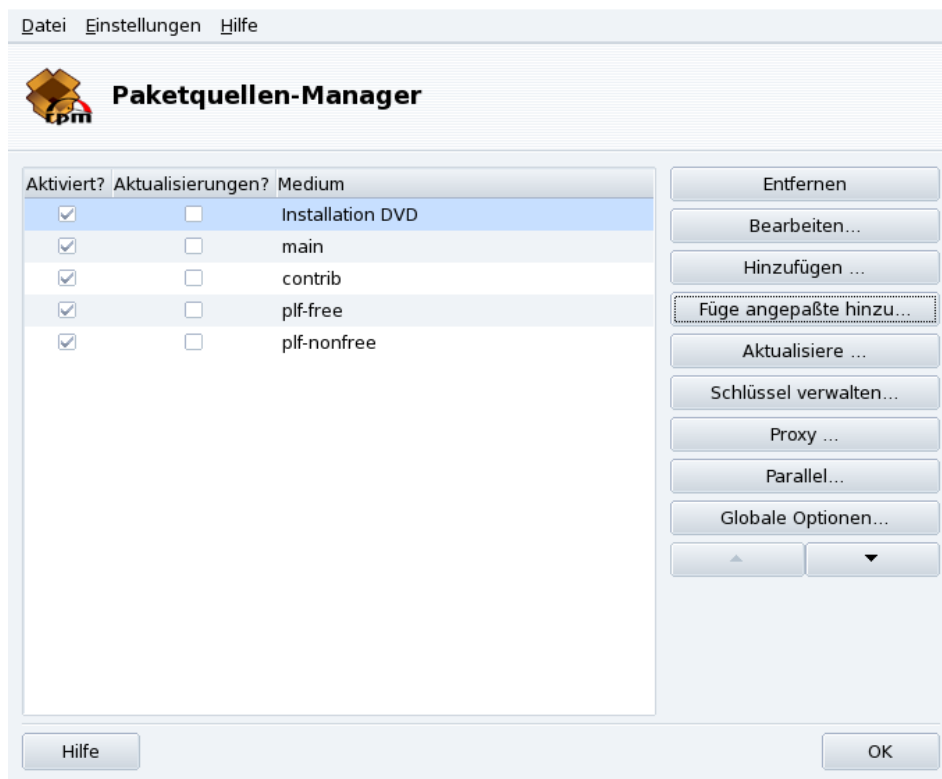 Datei Einstellungen Hilfe
rpm
Paketquellen-Manager
Aktiviert? Aktualisierungen? Medium
Installation DVD
main
contrib
plf-free
plf-nonfree
Entfernen
Bearbeiten...
Hinzufügen ...
Füge angepaßte hinzu...
Aktualisiere ...
Schlüssel verwalten...
Proxy ...
Parallel...
Globale Optionen...
Hilfe
OK